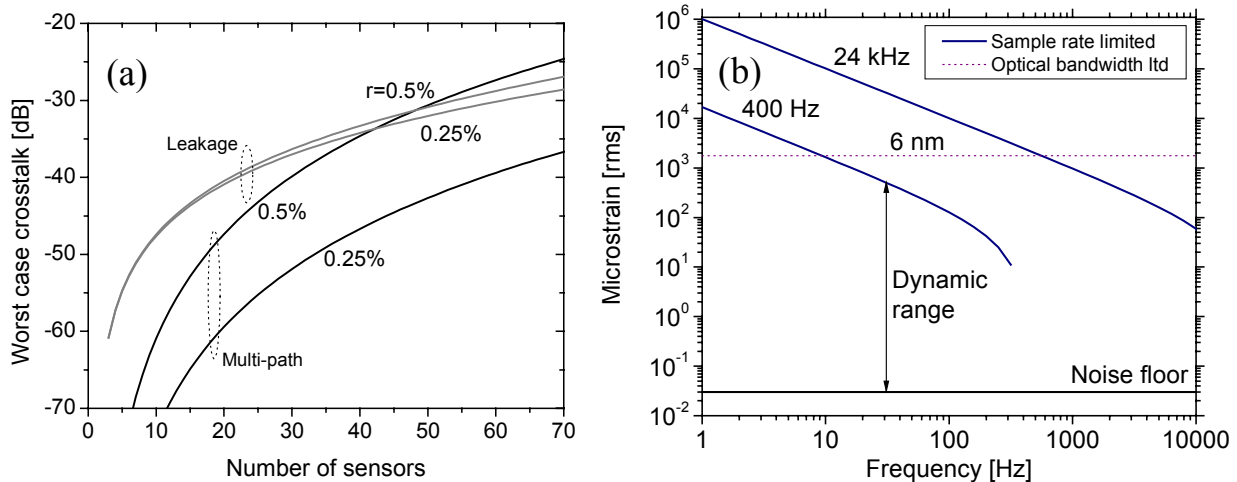 (a)
Worst case crosstalk [dB]
-20
-30
-40
-50
-60
-70
0 10 20 30 40 50 60 70
Number of sensors
r=0.5%
0.25%
Leakage
0.5%
0.25%
Multi-path
(b)
Microstrain [rms]
10^6
10^5
10^4
10^3
10^2
10^1
10^0
10^-1
10^-2
1 10 100 1000 10000
Frequency [Hz]
Sample rate limited
Optical bandwidth ltd
24 kHz
400 Hz
6 nm
Dynamic
range
Noise floor